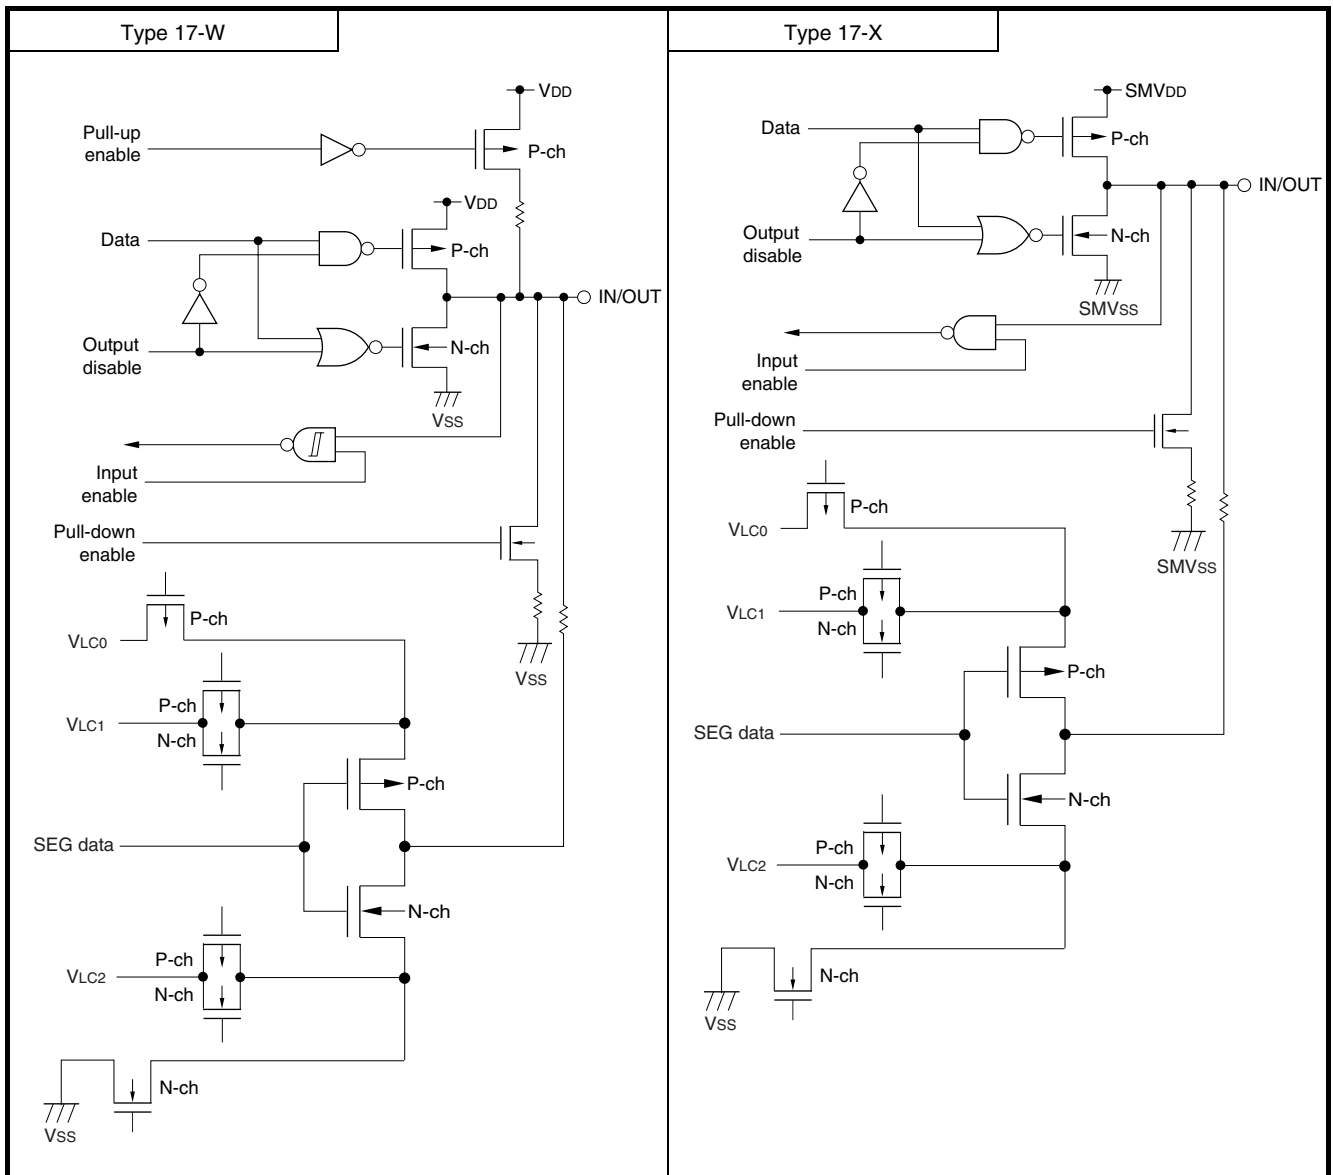 Type 17-W
VDD
Pull-up
enable
P-ch
VDD
Data
P-ch
IN/OUT
Output
disable
N-ch
VSS
Input
enable
Pull-down
enable
P-ch
VLC0
VSS
P-ch
VLC1
N-ch
P-ch
SEG data
N-ch
P-ch
VLC2
N-ch
N-ch
VSS
Type 17-X
SMVDD
Data
P-ch
IN/OUT
Output
disable
N-ch
SMVSS
Input
enable
Pull-down
enable
P-ch
VLC0
SMVSS
P-ch
VLC1
N-ch
P-ch
SEG data
N-ch
P-ch
VLC2
N-ch
N-ch
VSS